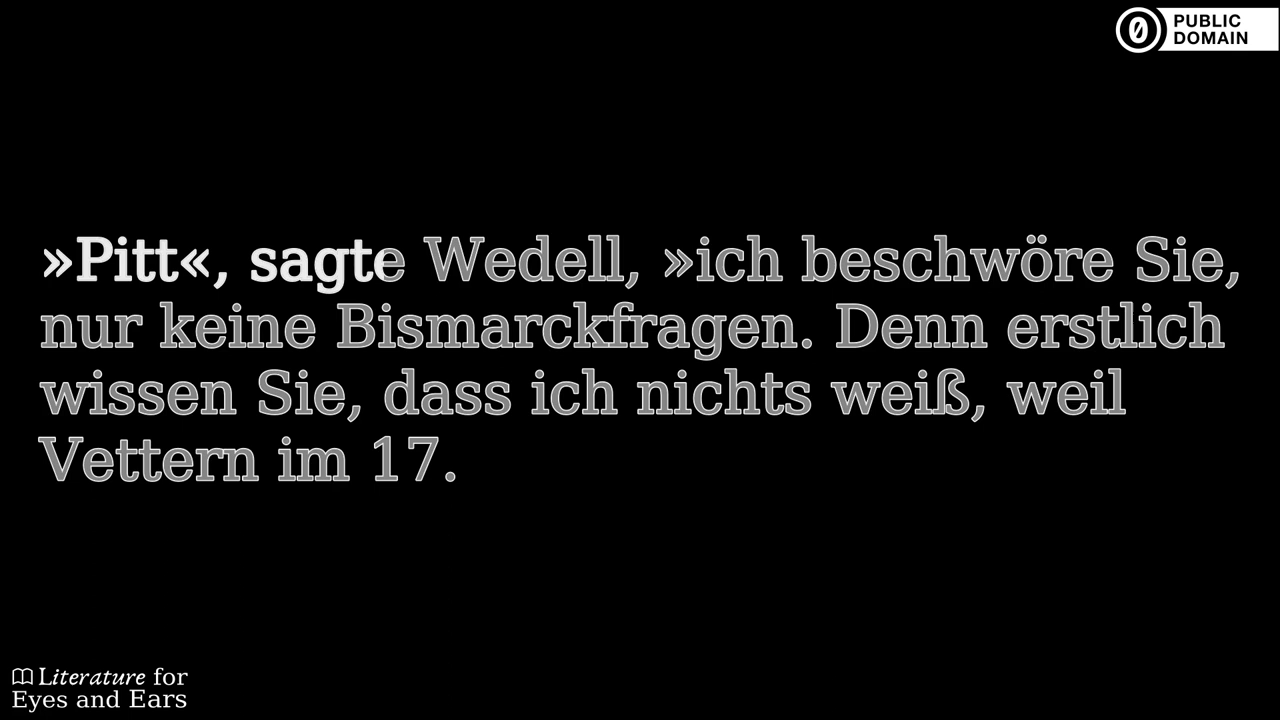 PUBLIC
DOMAIN
»Pitt«, sagte Wedell, »ich beschwöre Sie,
nur keine Bismarckfragen. Denn erstlich
wissen Sie, dass ich nichts weiß, weil
Vettern im 17.
Literature for
Eyes and Ears